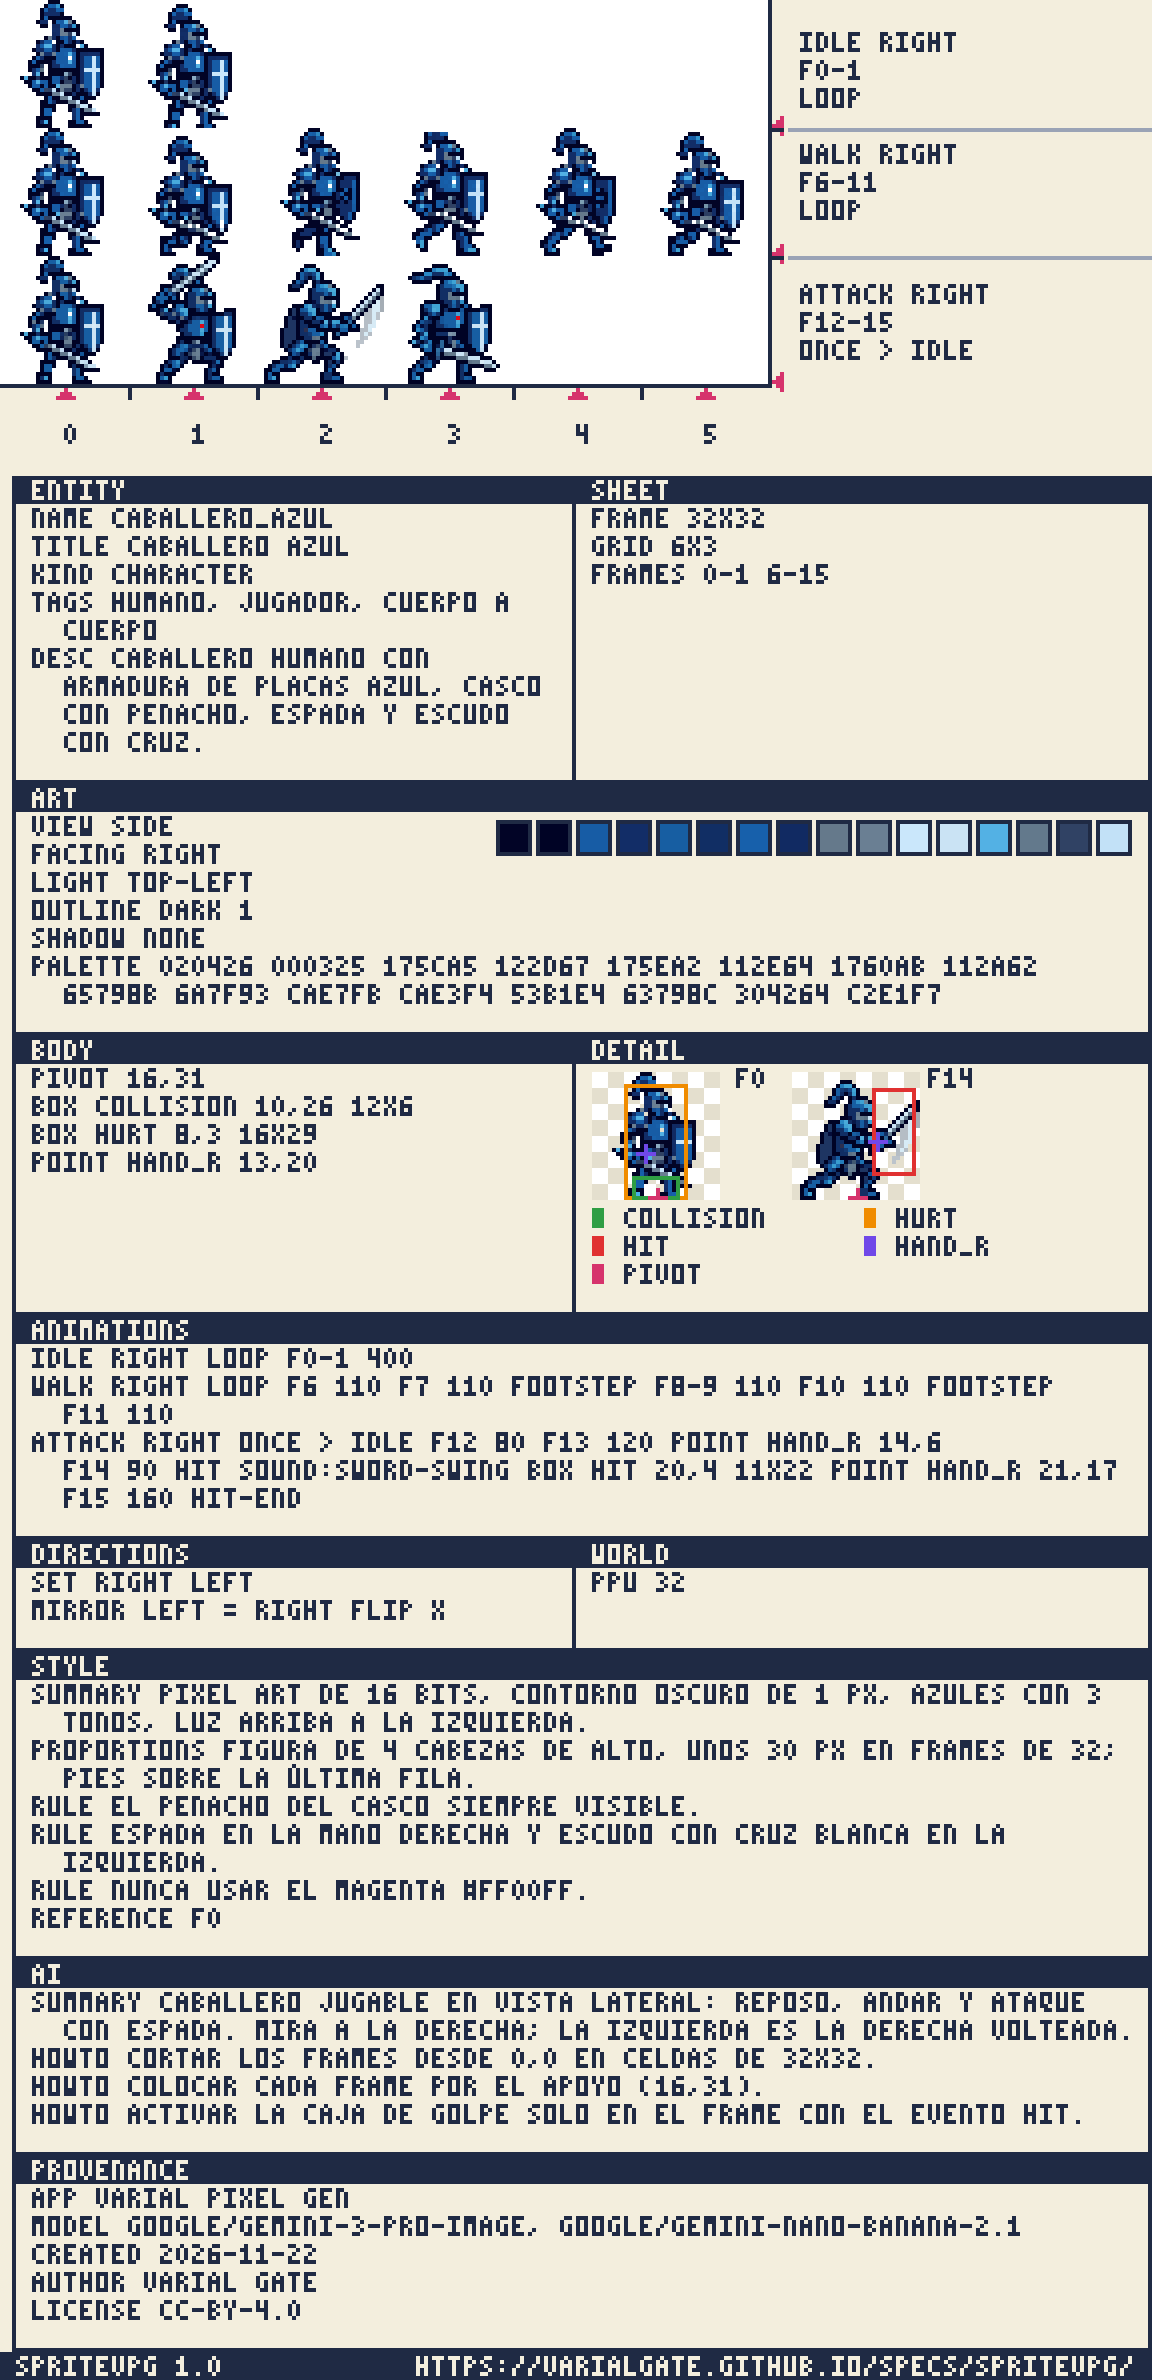 IDLE RIGHT
F0-1
LOOP
WALK RIGHT
F6-11
LOOP
ATTACK RIGHT
F12-15
ONCE > IDLE
0 1 2 3 4 5
ENTITY
NAME CABALLERO_AZUL
TITLE CABALLERO AZUL
KIND CHARACTER
TAGS HUMANO, JUGADOR, CUERPO A
CUERPO
DESC CABALLERO HUMANO CON
ARMADURA DE PLACAS AZUL, CASCO
CON PENACHO, ESPADA Y ESCUDO
CON CRUZ.
SHEET
FRAME 32X32
GRID 6X3
FRAMES 0-1 6-15
ART
VIEW SIDE
FACING RIGHT
LIGHT TOP-LEFT
OUTLINE DARK 1
SHADOW NONE
PALETTE 020426 000325 175CA5 122D67 175EA2 112E64 1760AB 112A62
65798B 6A7F93 CAE7FB CAE3F4 53B1E4 63798C 304264 C2E1F7
BODY
PIVOT 16,31
BOX COLLISION 10,26 12X6
BOX HURT 8,3 16X29
POINT HAND_R 13,20
DETAIL
F0 F14
COLLISION HURT
HIT HAND_R
PIVOT
ANIMATIONS
IDLE RIGHT LOOP F0-1 400
WALK RIGHT LOOP F6 110 F7 110 FOOTSTEP F8-9 110 F10 110 FOOTSTEP
F11 110
ATTACK RIGHT ONCE > IDLE F12 80 F13 120 POINT HAND_R 14,6
F14 90 HIT SOUND:SWORD-SWING BOX HIT 20,4 11X22 POINT HAND_R 21,17
F15 160 HIT-END
DIRECTIONS
SET RIGHT LEFT
MIRROR LEFT = RIGHT FLIP X
WORLD
PPU 32
STYLE
SUMMARY PIXEL ART DE 16 BITS, CONTORNO OSCURO DE 1 PX, AZULES CON 3
TONOS, LUZ ARRIBA A LA IZQUIERDA.
PROPORTIONS FIGURA DE 4 CABEZAS DE ALTO, UNOS 30 PX EN FRAMES DE 32;
PIES SOBRE LA ÚLTIMA FILA.
RULE EL PENACHO DEL CASCO SIEMPRE VISIBLE.
RULE ESPADA EN LA MANO DERECHA Y ESCUDO CON CRUZ BLANCA EN LA
IZQUIERDA.
RULE NUNCA USAR EL MAGENTA #FF00FF.
REFERENCE F0
AI
SUMMARY CABALLERO JUGABLE EN VISTA LATERAL: REPOSO, ANDAR Y ATAQUE
CON ESPADA. MIRA A LA DERECHA; LA IZQUIERDA ES LA DERECHA VOLTEADA.
HOWTO CORTAR LOS FRAMES DESDE 0,0 EN CELDAS DE 32X32.
HOWTO COLOCAR CADA FRAME POR EL APOYO (16,31).
HOWTO ACTIVAR LA CAJA DE GOLPE SOLO EN EL FRAME CON EL EVENTO HIT.
PROVENANCE
APP VARIAL PIXEL GEN
MODEL GOOGLE/GEMINI-3-PRO-IMAGE, GOOGLE/GEMINI-NANO-BANANA-2.1
CREATED 2026-11-22
AUTHOR VARIAL GATE
LICENSE CC-BY-4.0
SPRITEVPG 1.0 HTTPS://VARIALGATE.GITHUB.IO/SPECS/SPRITEVPG/